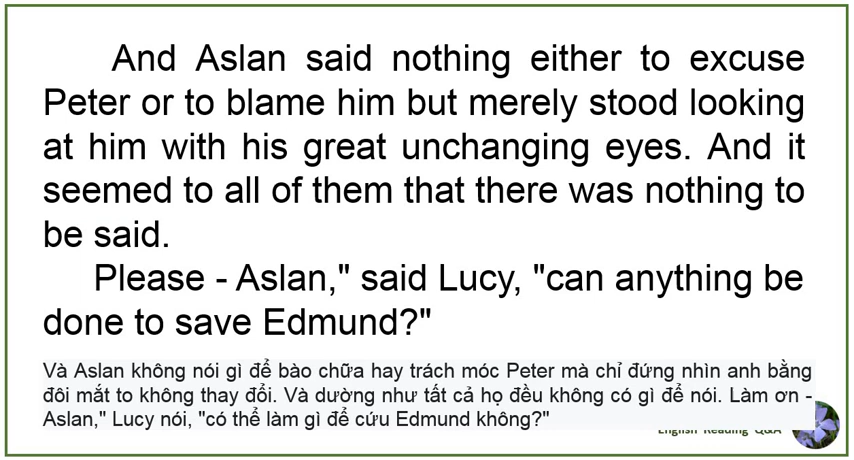 And Aslan said nothing either to excuse
Peter or to blame him but merely stood looking
at him with his great unchanging eyes. And it
seemed to all of them that there was nothing to
be said.
Please - Aslan," said Lucy, "can anything be
done to save Edmund?"
Và Aslan không nói gì để bào chữa hay trách móc Peter mà chỉ đứng nhìn anh bằng
đôi mắt to không thay đổi. Và dường như tất cả họ đều không có gì để nói. Làm ơn -
Aslan," Lucy nói, "có thể làm gì để cứu Edmund không?"
English Reading Q&A